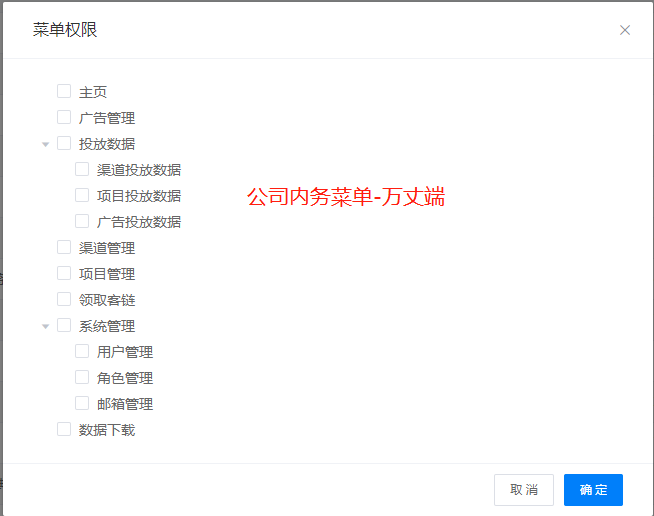 菜单权限
主页
广告管理
投放数据
渠道投放数据
项目投放数据
公司内务菜单-万丈端
广告投放数据
渠道管理
项目管理
领取客链
系统管理
用户管理
角色管理
邮箱管理
数据下载
取消 确定